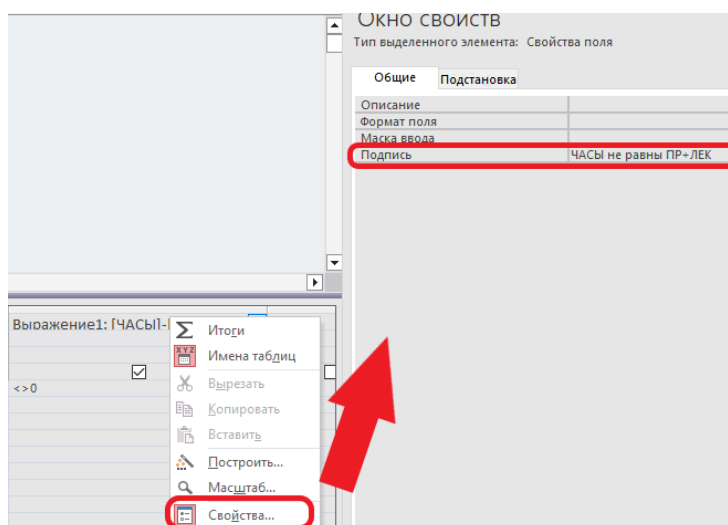 Окно свойств
Тип выделенного элемента: Свойства поля
Общие
Подстановка
Описание
Формат поля
Маска ввода
Подпись
ЧАСЫ не равны ПР+ЛЕК
Выражение1: [ЧАСЫ]-
<>0
Итоги
XYZ
Имена таблиц
Вырезать
Копировать
Вставить
Построить...
Масштаб...
Свойства...